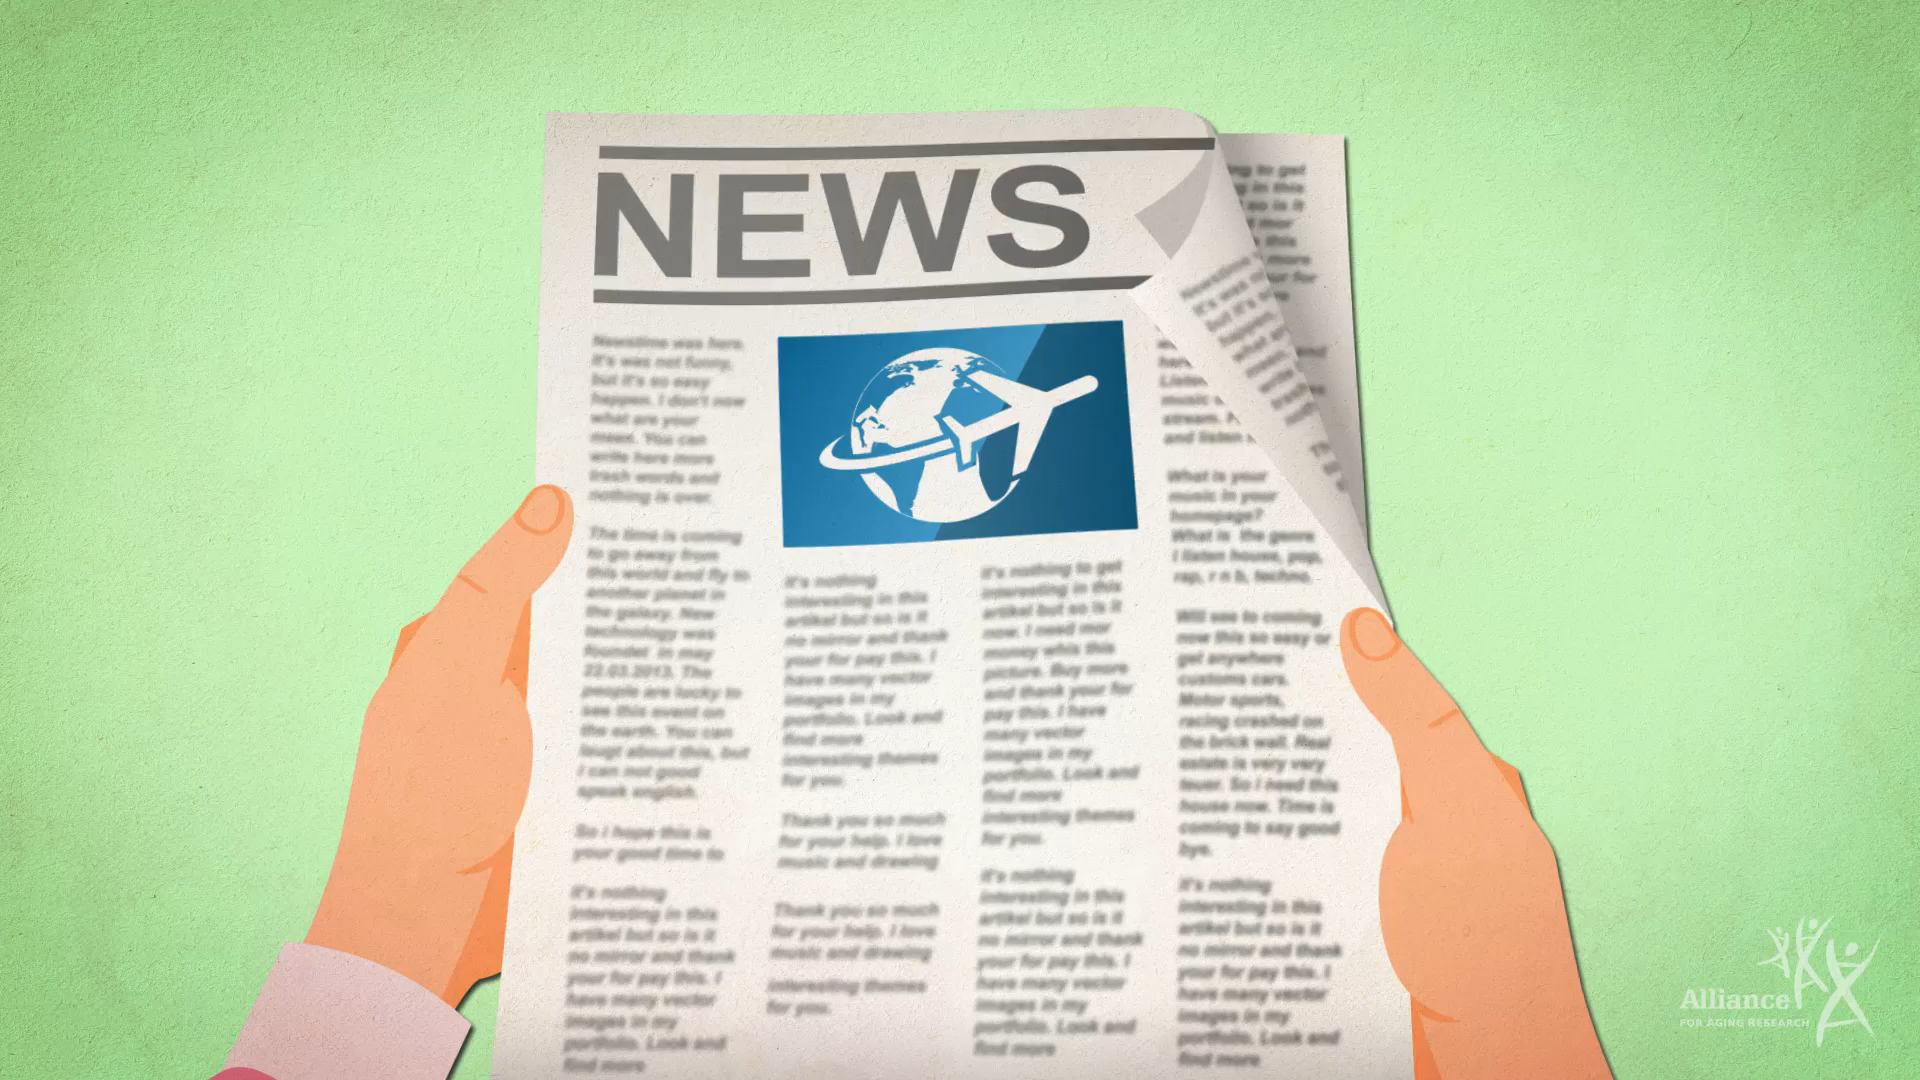 NEWS
Newstime was here.
It's was not funny,
but it's so easy
happen. I don't now
what are your
mean. You can
write here more
trash words and
nothing is over.
The time is coming
to go away from
this world and fly to
another planet in
the galaxy. New
technology was
foundet in may
22.03.2013. The
people are lucky to
see this event on
the earth. You can
laugt about this, but
I can not good
speak english.
So I hope this is
your good time to
It's nothing
interesting in this
artikel but so is it
no mirror and thank
your for pay this. I
have many vector
images in my
portfolio. Look and
find more
It's nothing
interesting in this
artikel but so is it
no mirror and thank
your for pay this. I
have many vector
images in my
portfolio. Look and
find more
interesting themes
for you.
Thank you so much
for your help. I love
music and drawing
Thank you so much
for your help. I love
music and drawing
interesting themes
for you.
It's nothing to get
interesting in this
artikel but so is it
now. I need mor
money whis this
picture. Buy more
and thank your for
pay this. I have
many vector
images in my
portfolio. Look and
find more
interesting themes
for you.
It's nothing
interesting in this
artikel but so is it
no mirror and thank
your for pay this. I
have many vector
images in my
portfolio. Look and
find more
stream.
and listen
What is your
music in your
homepage?
What is the genre
I listen house, pop,
rap, r n b, techno.
Will see to coming
now this so easy or
get anywhere
customs cars.
Motor sports,
racing crashed on
the brick wall. Real
estate is very very
teuer. So I need this
house now. Time is
coming to say good
bye.
It's nothing
interesting in this
artikel but so is it
no mirror and thank
your for pay this. I
have many vector
images in my
portfolio. Look and
find more
Alliance
FOR AGING RESEARCH